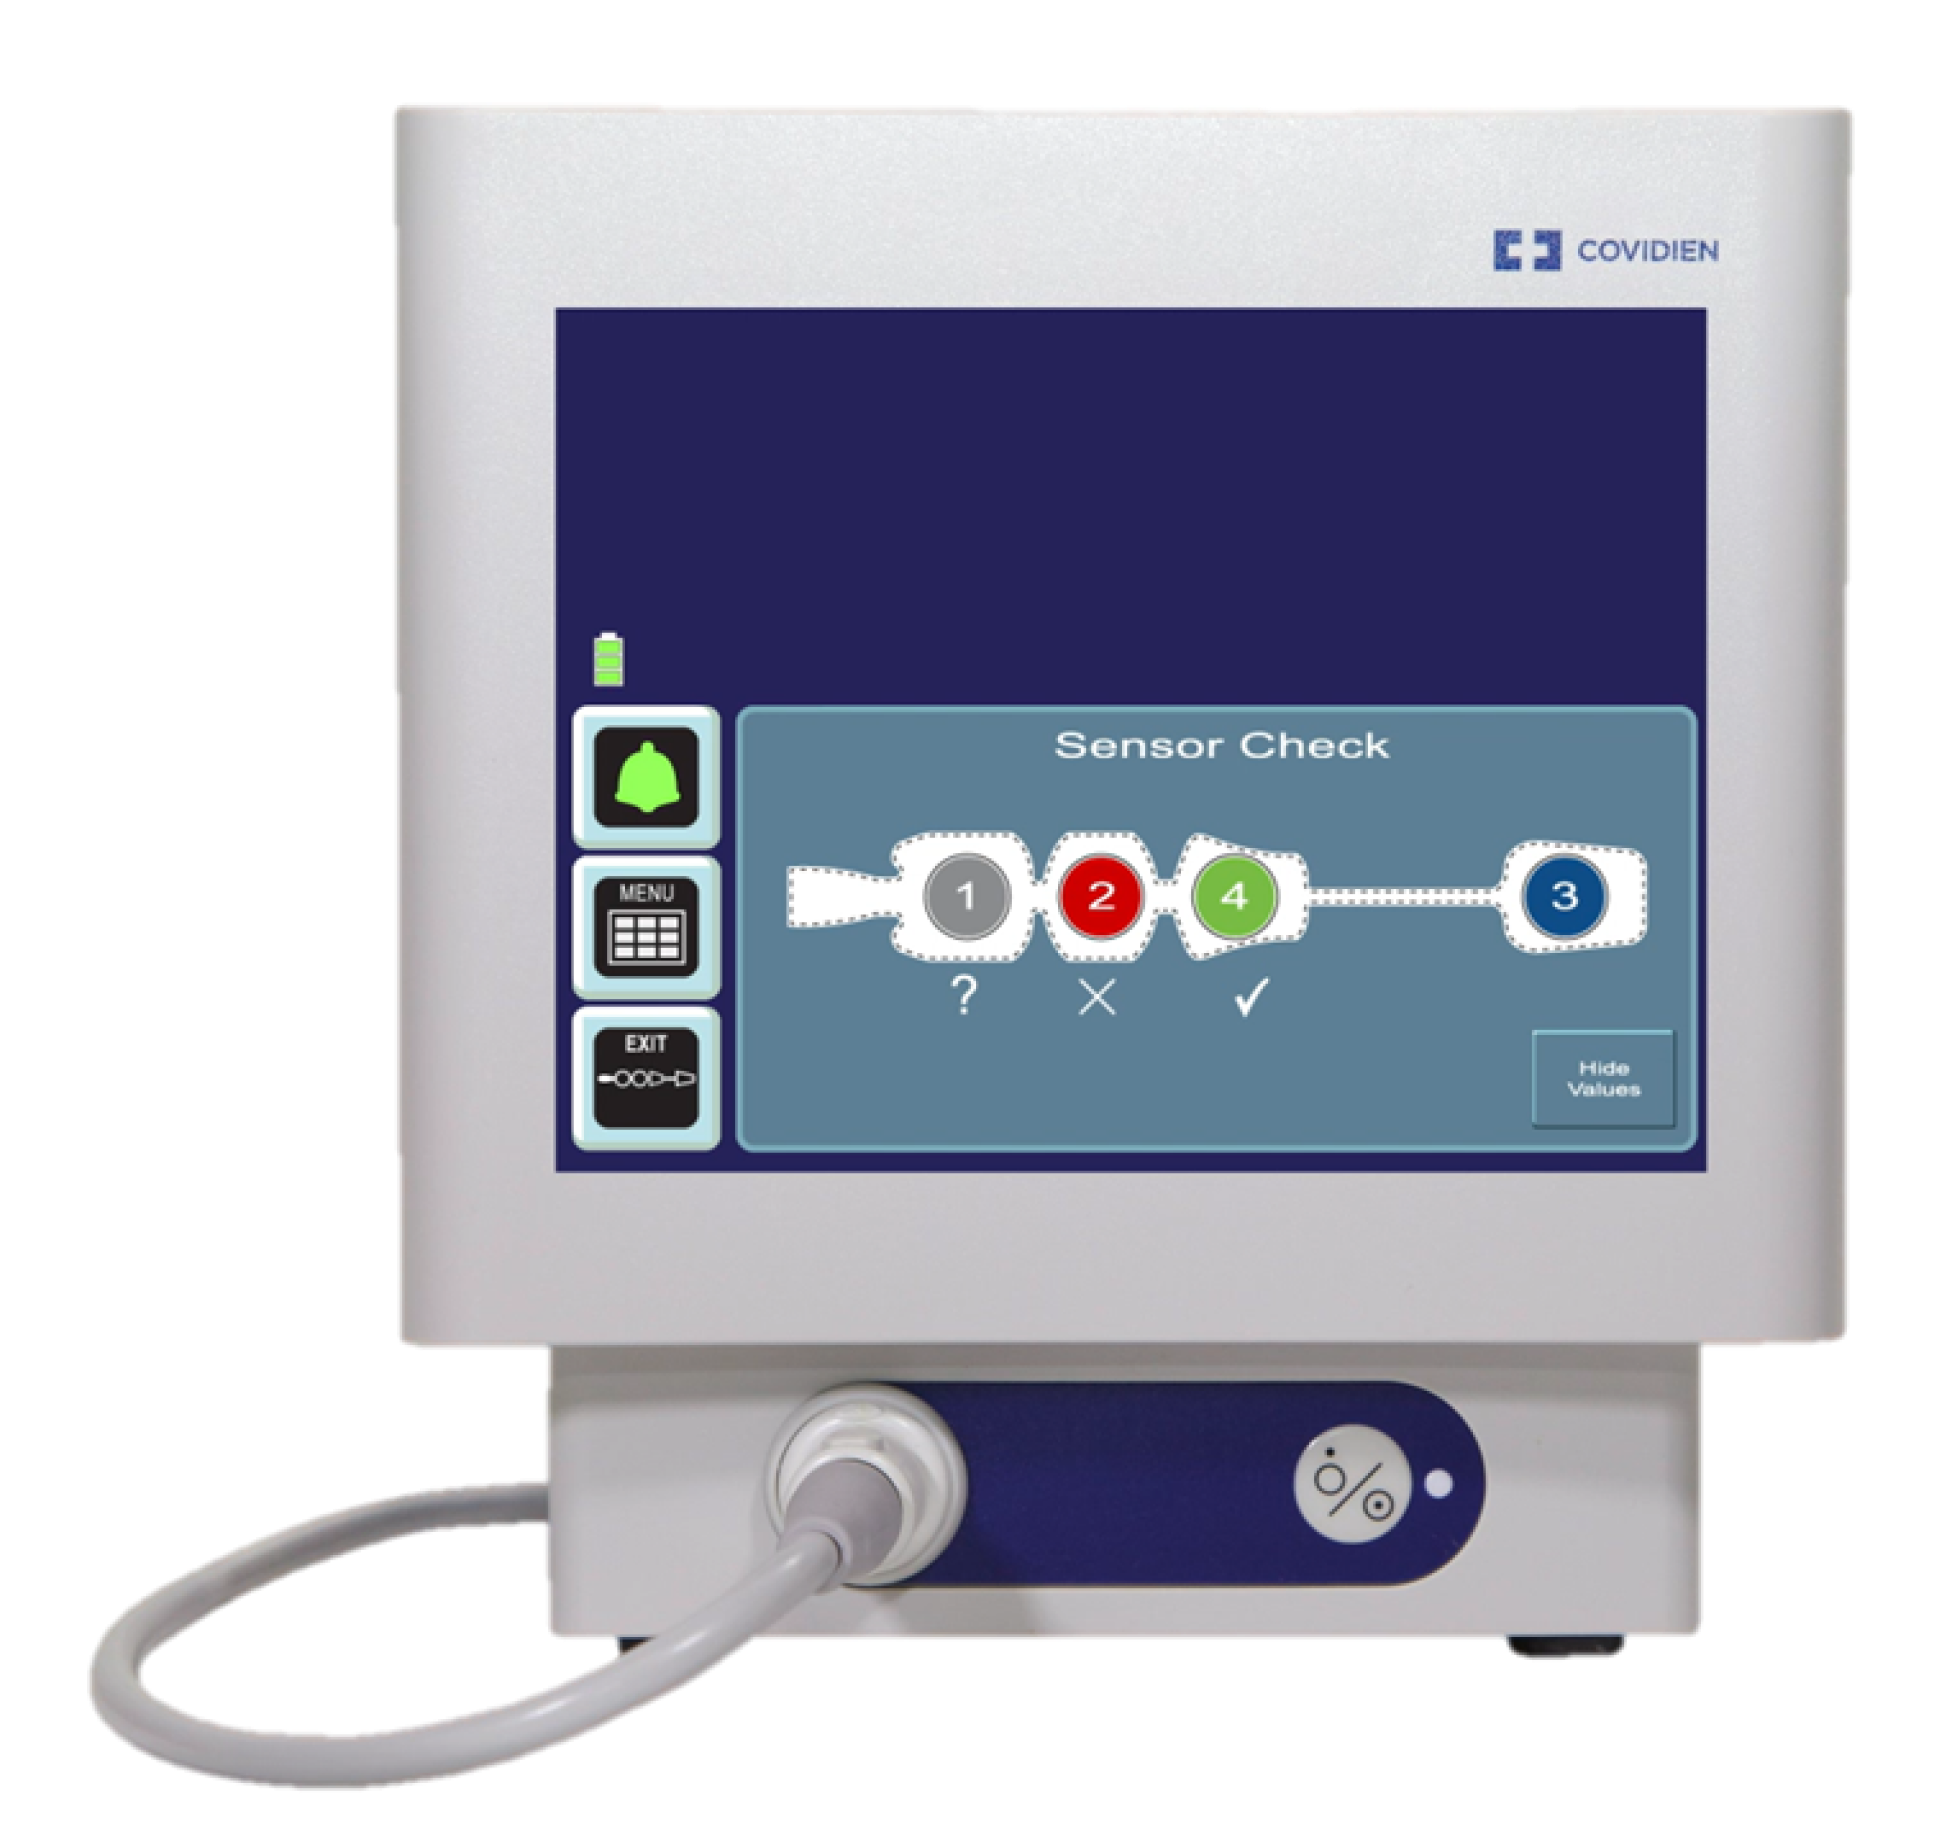 COVIDIEN
Sensor Check
1 2 4 3
MENU
? X ✓
EXIT
Hide
Values